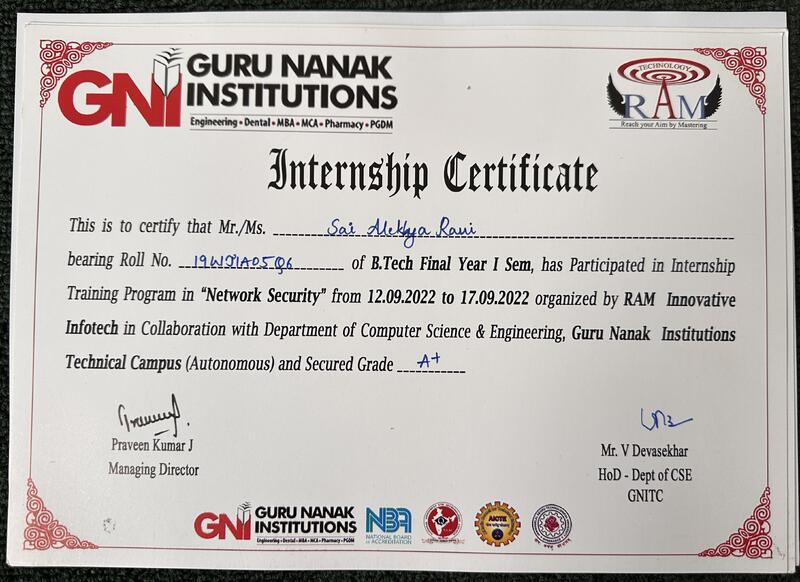 GNI GURU NANAK
INSTITUTIONS
Engineering • Dental • MBA • MCA • Pharmacy • PGDM
TECHNOLOGY
RAM
Reach your Aim by Mastering
Internship Certificate
This is to certify that Mr./Ms. Sai Alekhya Ravi
bearing Roll No. 19WJ1A05Q6 of B.Tech Final Year I Sem, has Participated in Internship
Training Program in “Network Security” from 12.09.2022 to 17.09.2022 organized by RAM Innovative
Infotech in Collaboration with Department of Computer Science & Engineering, Guru Nanak Institutions
Technical Campus (Autonomous) and Secured Grade A+
Praveen Kumar J
Managing Director
Mr. V Devasekhar
HoD - Dept of CSE
GNITC
GNI GURU NANAK
INSTITUTIONS
Engineering • Dental • MBA • MCA • Pharmacy • PGDM
NBA
NATIONAL BOARD
of ACCREDITATION
AICTE